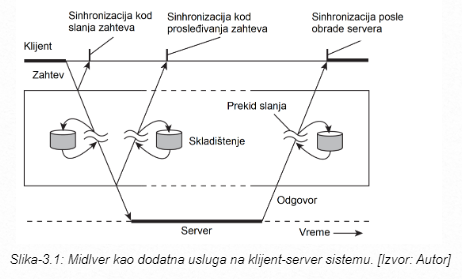 Sinhronizacija kod
slanja zahteva
Sinhronizacija kod
prosleđivanja zahteva
Sinhronizacija posle
obrade servera
Klijent
Zahtev
Prekid slanja
Skladištenje
Odgovor
Server
Vreme
Slika-3.1: Midlver kao dodatna usluga na klijent-server sistemu. [Izvor: Autor]